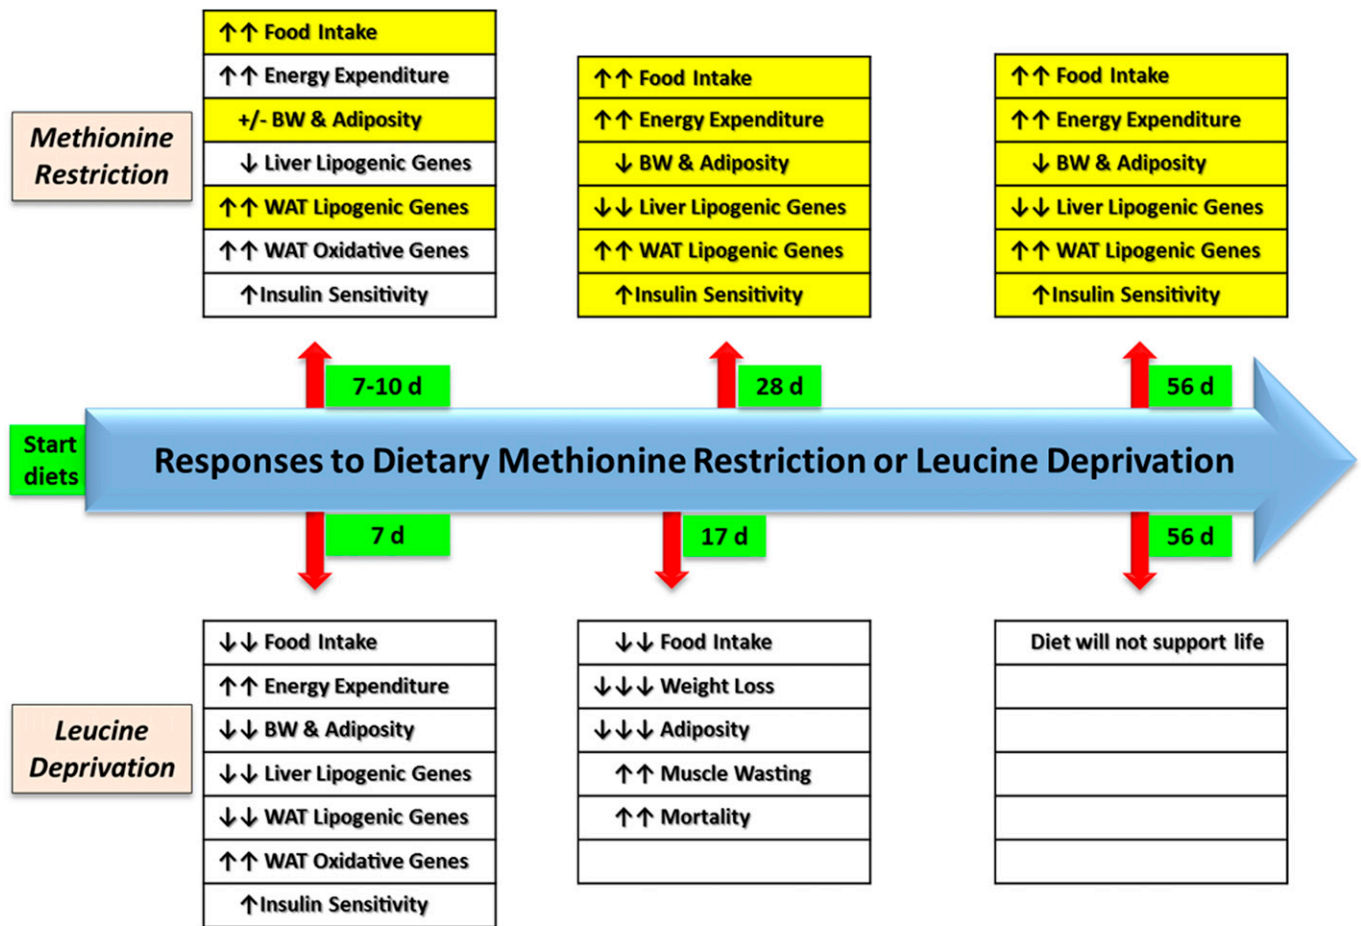 Methionine
Restriction
↑↑ Food Intake
↑↑ Energy Expenditure
+/- BW & Adiposity
↓ Liver Lipogenic Genes
↑↑ WAT Lipogenic Genes
↑↑ WAT Oxidative Genes
↑Insulin Sensitivity
↑↑ Food Intake
↑↑ Energy Expenditure
↓ BW & Adiposity
↓↓ Liver Lipogenic Genes
↑↑ WAT Lipogenic Genes
↑Insulin Sensitivity
↑↑ Food Intake
↑↑ Energy Expenditure
↓ BW & Adiposity
↓↓ Liver Lipogenic Genes
↑↑ WAT Lipogenic Genes
↑Insulin Sensitivity
7-10 d
28 d
56 d
Start
diets
Responses to Dietary Methionine Restriction or Leucine Deprivation
7 d
17 d
56 d
Leucine
Deprivation
↓↓ Food Intake
↑↑ Energy Expenditure
↓↓ BW & Adiposity
↓↓ Liver Lipogenic Genes
↓↓ WAT Lipogenic Genes
↑↑ WAT Oxidative Genes
↑Insulin Sensitivity
↓↓ Food Intake
↓↓↓ Weight Loss
↓↓↓ Adiposity
↑↑ Muscle Wasting
↑↑ Mortality
Diet will not support life